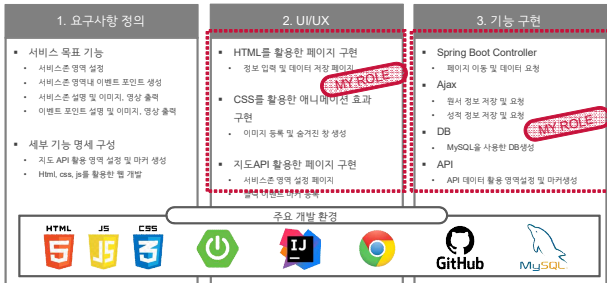 1. 요구사항 정의
▪ 서비스 목표 기능
• 서비스존 영역 설정
• 서비스존 영역내 이벤트 포인트 생성
• 서비스존 설명 및 이미지, 영상 출력
• 이벤트 포인트 설명 및 이미지, 영상 출력
▪ 세부 기능 명세 구성
• 지도 API 활용 영역 설정 및 마커 생성
• Html, css, js를 활용한 웹 개발
2. UI/UX
▪ HTML를 활용한 페이지 구현
• 정보 입력 및 데이터 저장 페이지
MY ROLE
▪ CSS를 활용한 애니메이션 효과
구현
• 이미지 등록 및 숨겨진 창 생성
▪ 지도API 활용한 페이지 구현
• 서비스존 영역 설정 페이지
• 이벤트 마커 등록
3. 기능 구현
▪ Spring Boot Controller
• 페이지 이동 및 데이터 요청
▪ Ajax
• 원서 정보 저장 및 요청
• 성적 정보 저장 및 요청
▪ DB
MY ROLE
• MySQL을 사용한 DB생성
▪ API
• API 데이터 활용 영역설정 및 마커생성
주요 개발 환경
HTML
5
JS
JS
CSS
3
IJ
GitHub
MySQL